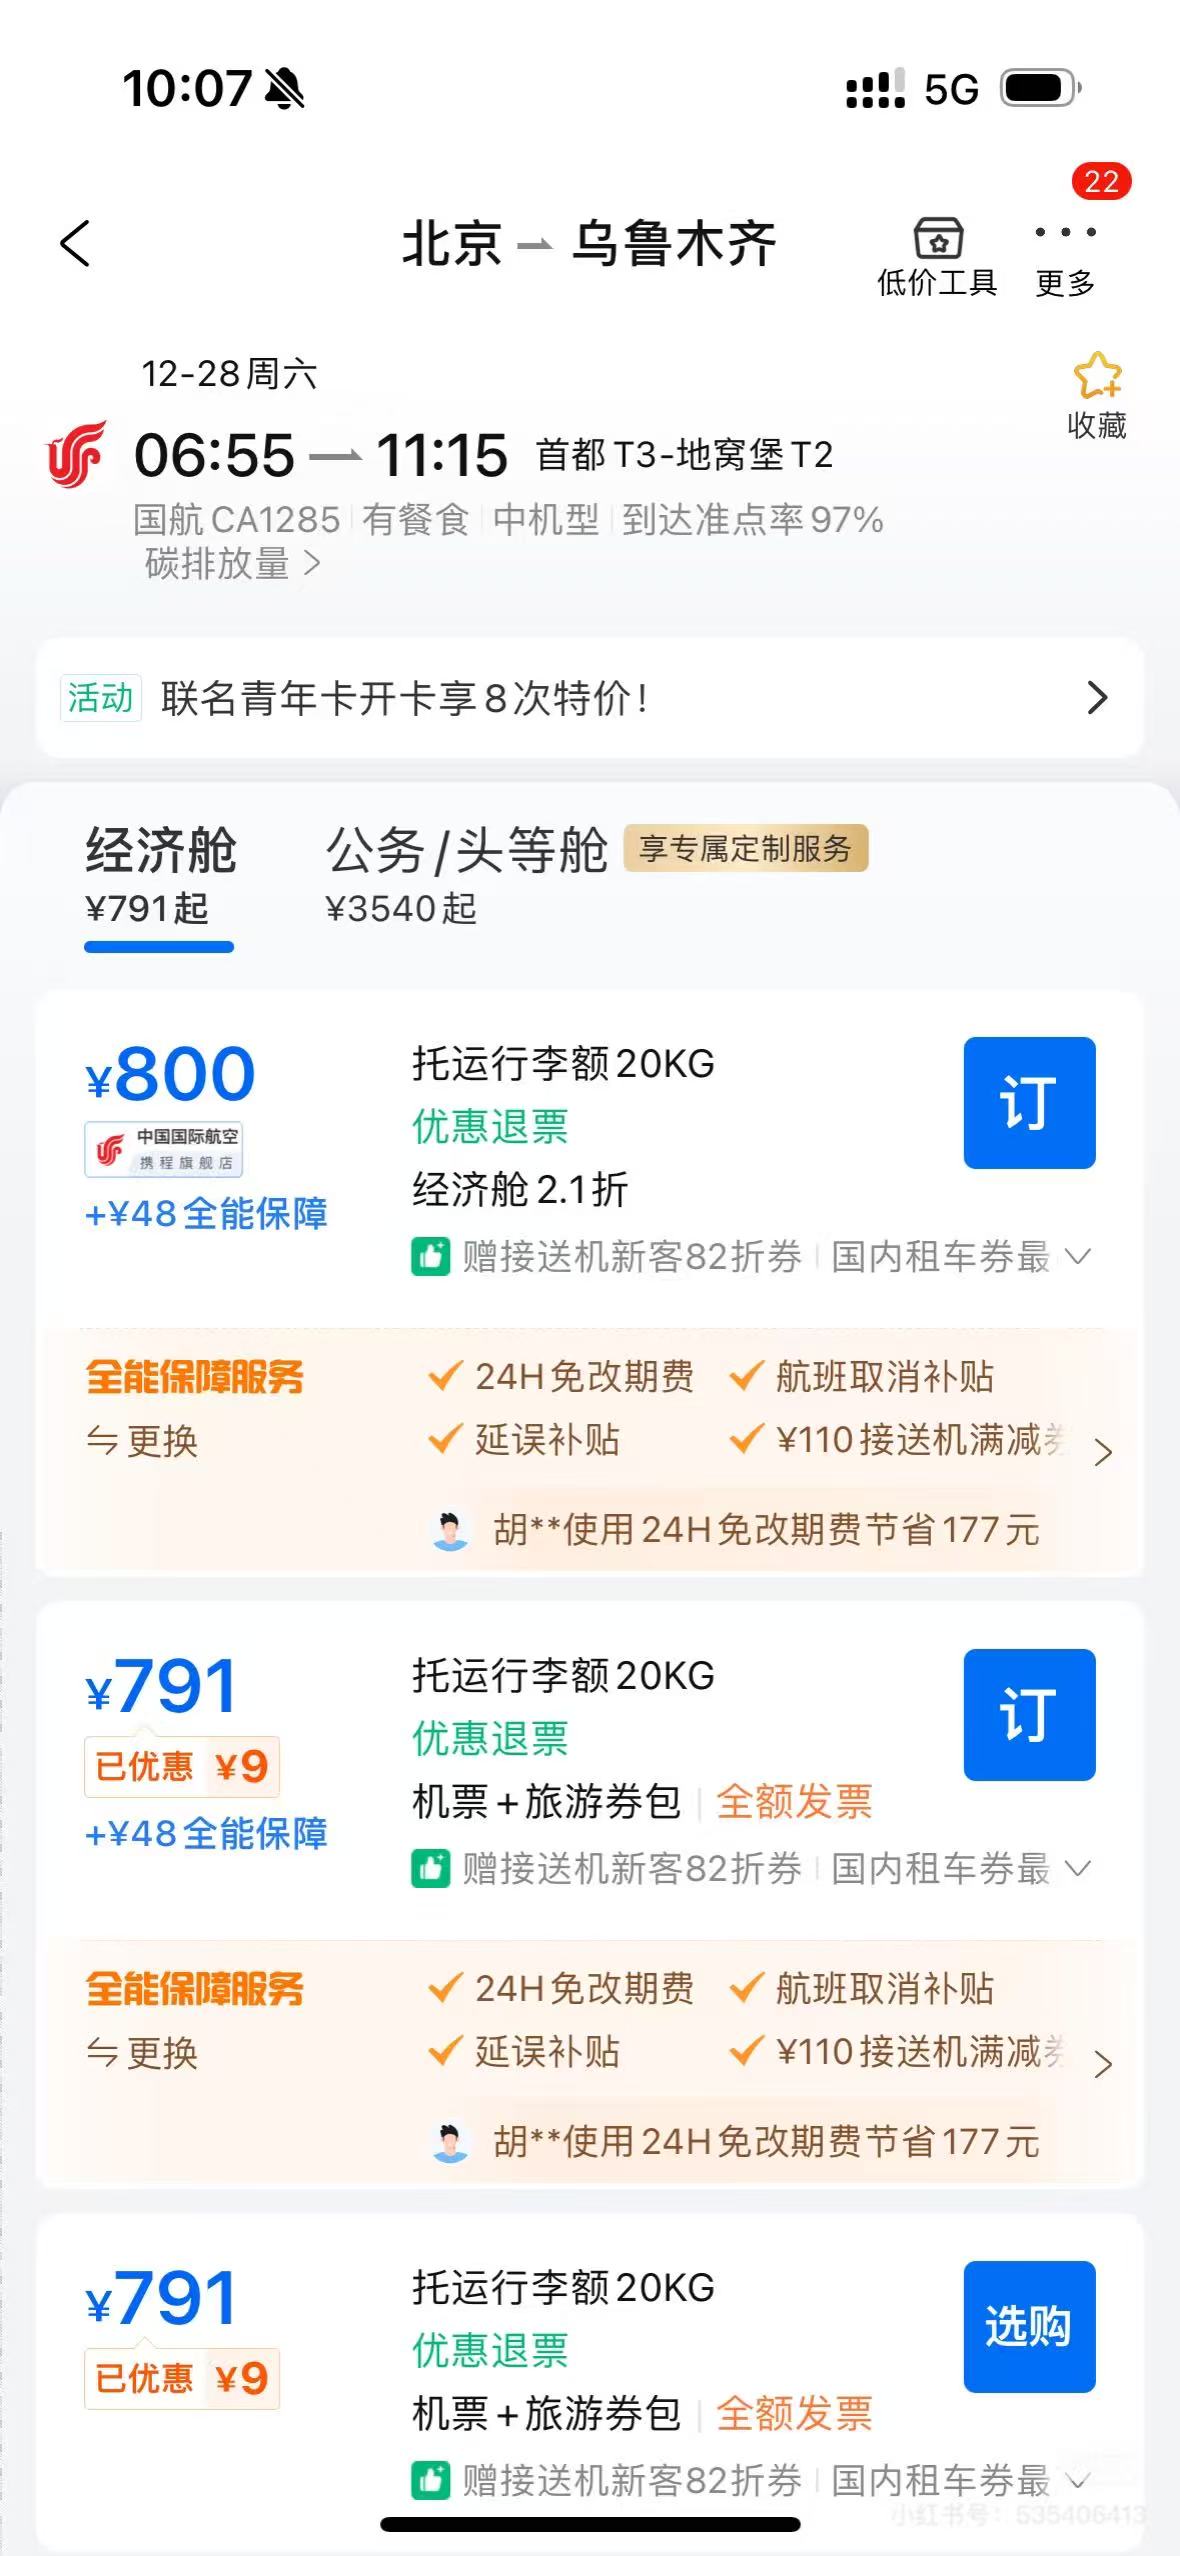 10:07
5G
22
北京
乌鲁木齐
低价工具
更多
12-28周六
收藏
06:55
11:15
首都T3-地窝堡T2
国航CA1285 有餐食 中机型 到达准点率97%
碳排放量
活动 联名青年卡开卡享8次特价!
经济舱
公务/头等舱
享专属定制服务
¥791起
¥3540起
¥800
托运行李额20KG
订
中国国际航空
携程旗舰店
优惠退票
+¥48全能保障
经济舱2.1折
赠接送机新客82折券 国内租车券最
全能保障服务
24H免改期费
航班取消补贴
更换
延误补贴
¥110接送机满减券
胡**使用24H免改期费节省177元
¥791
托运行李额20KG
订
已优惠 ¥9
优惠退票
机票+旅游券包 全额发票
+¥48全能保障
赠接送机新客82折券 国内租车券最
全能保障服务
24H免改期费
航班取消补贴
更换
延误补贴
¥110接送机满减券
胡**使用24H免改期费节省177元
¥791
托运行李额20KG
选购
已优惠 ¥9
优惠退票
机票+旅游券包 全额发票
赠接送机新客82折券 国内租车券最
小红书号：535406413